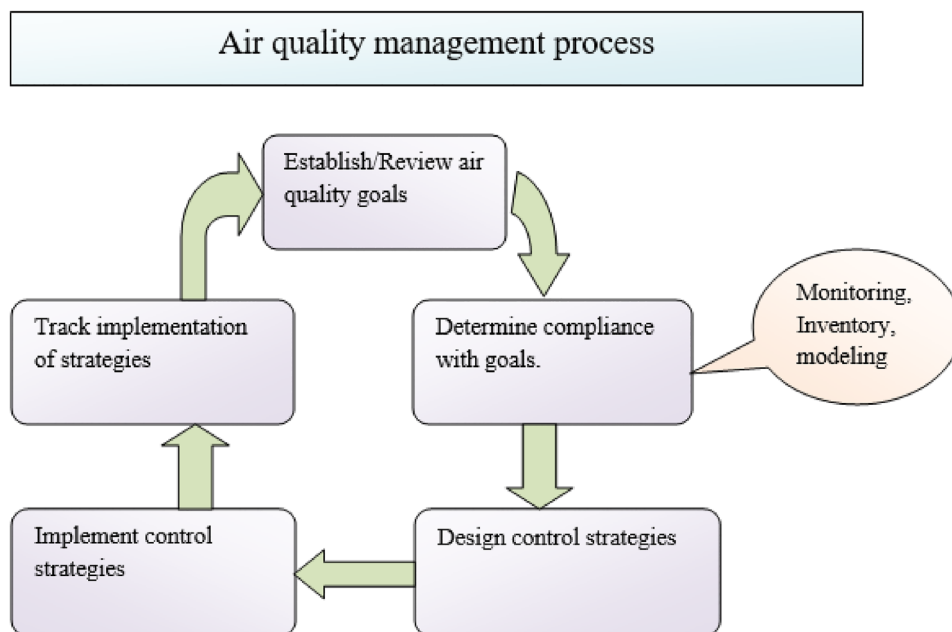 Air quality management process
Establish/Review air
quality goals
Determine compliance
with goals.
Monitoring,
Inventory,
modeling
Design control strategies
Implement control
strategies
Track implementation
of strategies